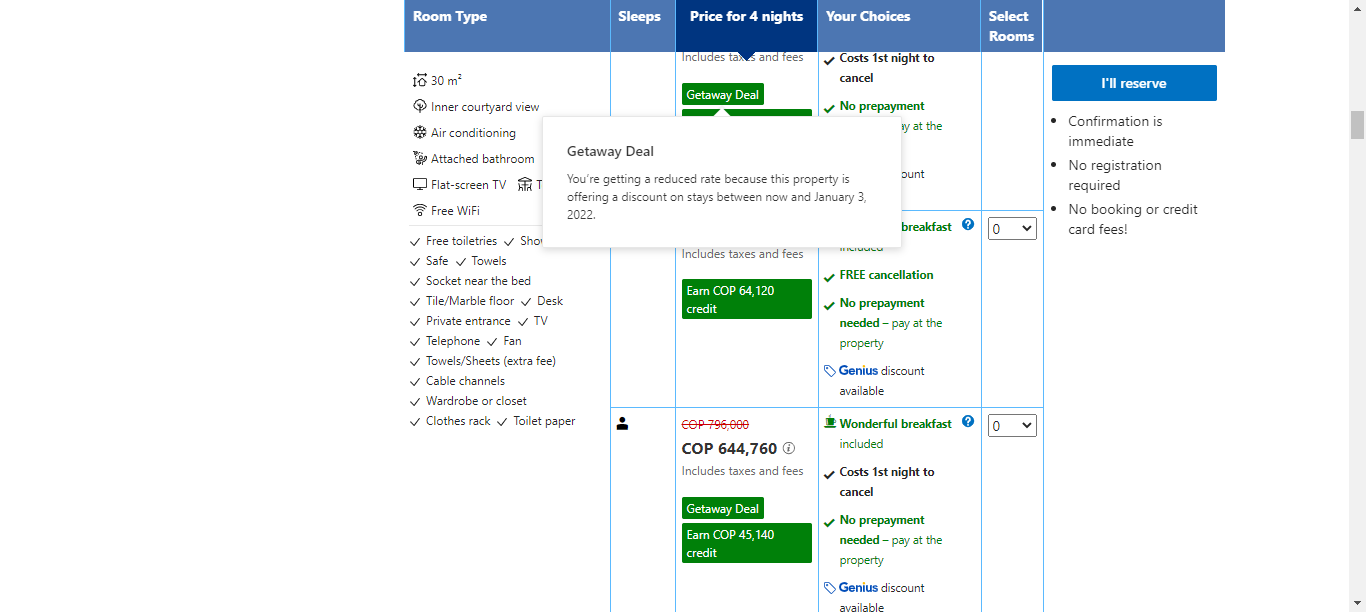 Room Type
Sleeps
Price for 4 nights
Your Choices
Select
Rooms
30 m²
Inner courtyard view
Air conditioning
Attached bathroom
Flat-screen TV
Free WiFi
Free toiletries
Safe Towels
Socket near the bed
Tile/Marble floor Desk
Private entrance TV
Telephone Fan
Towels/Sheets (extra fee)
Cable channels
Wardrobe or closet
Clothes rack Toilet paper
Includes taxes and fees
Getaway Deal
Costs 1st night to
cancel
No prepayment
ay at the
Getaway Deal
You're getting a reduced rate because this property is
offering a discount on stays between now and January 3,
2022.
breakfast
included
0
Includes taxes and fees
Earn COP 64,120
credit
FREE cancellation
No prepayment
needed – pay at the
property
Genius discount
available
COP 796,000
COP 644,760
Includes taxes and fees
Getaway Deal
Earn COP 45,140
credit
Wonderful breakfast
included
Costs 1st night to
cancel
No prepayment
needed – pay at the
property
Genius discount
available
0
I'll reserve
Confirmation is
immediate
No registration
required
No booking or credit
card fees!